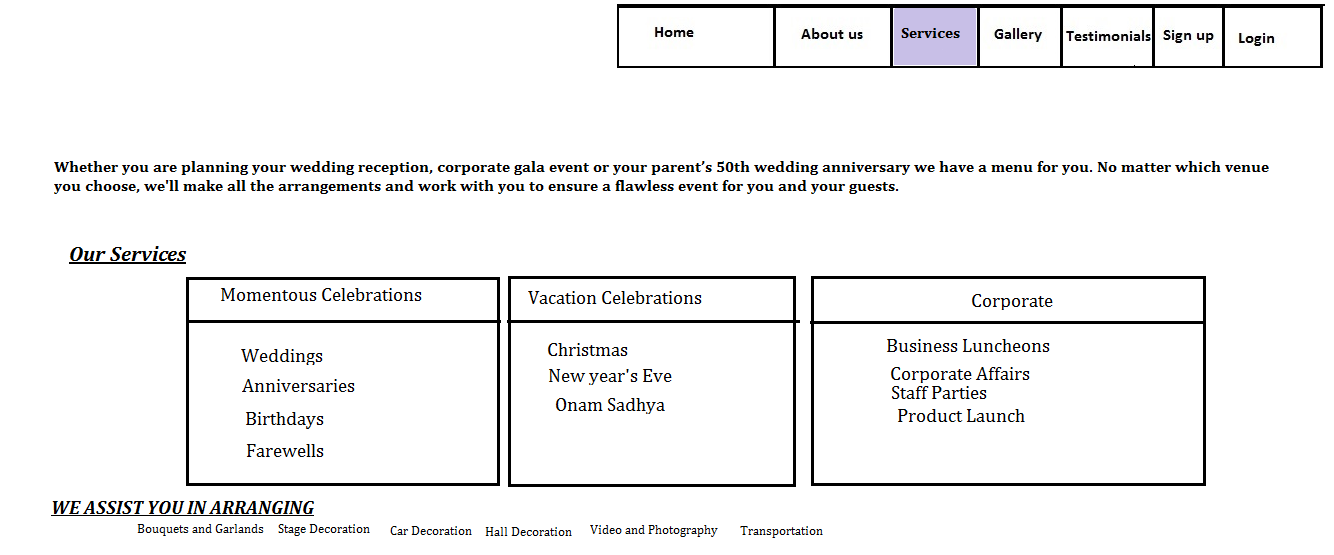 Home About us Services Gallery Testimonials Sign up Login
Whether you are planning your wedding reception, corporate gala event or your parent’s 50th wedding anniversary we have a menu for you. No matter which venue
you choose, we'll make all the arrangements and work with you to ensure a flawless event for you and your guests.
Our Services
Momentous Celebrations
Weddings
Anniversaries
Birthdays
Farewells
Vacation Celebrations
Christmas
New year's Eve
Onam Sadhya
Corporate
Business Luncheons
Corporate Affairs
Staff Parties
Product Launch
WE ASSIST YOU IN ARRANGING
Bouquets and Garlands Stage Decoration Car Decoration Hall Decoration Video and Photography Transportation